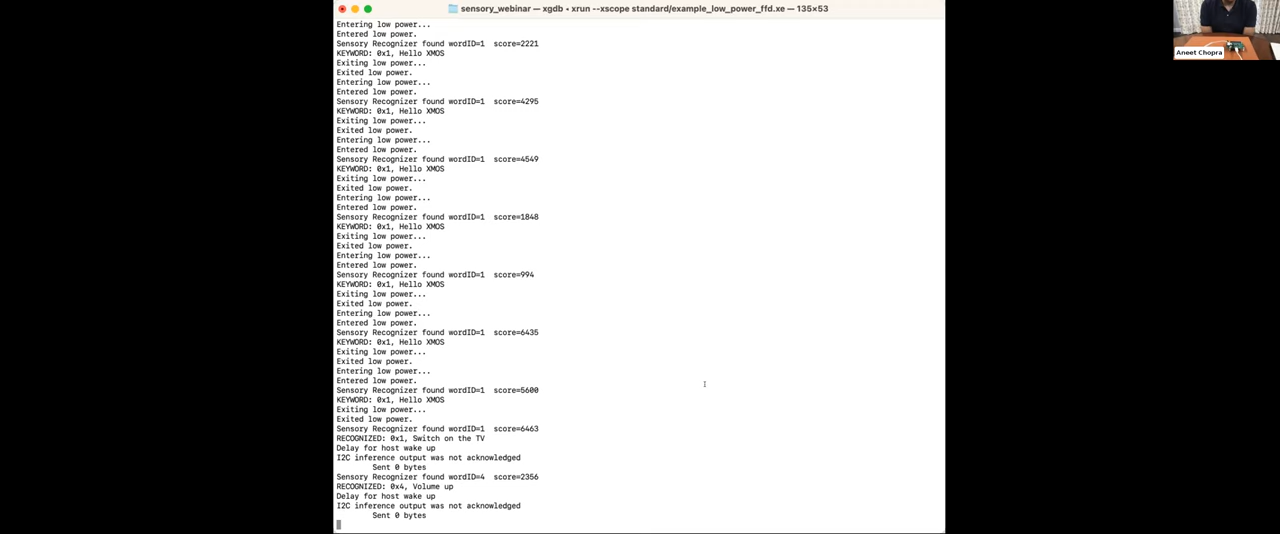 sensory_webinar — xgdb • xrun --xscope standard/example_low_power_ffd.xe — 135×53
Aneet Chopra
Entering low power...
Entered low power.
Sensory Recognizer found wordID=1  score=2221
KEYWORD: 0x1, Hello XMOS
Exiting low power...
Exited low power.
Entering low power...
Entered low power.
Sensory Recognizer found wordID=1  score=4295
KEYWORD: 0x1, Hello XMOS
Exiting low power...
Exited low power.
Entering low power...
Entered low power.
Sensory Recognizer found wordID=1  score=4549
KEYWORD: 0x1, Hello XMOS
Exiting low power...
Exited low power.
Entering low power...
Entered low power.
Sensory Recognizer found wordID=1  score=1848
KEYWORD: 0x1, Hello XMOS
Exiting low power...
Exited low power.
Entering low power...
Entered low power.
Sensory Recognizer found wordID=1  score=994
KEYWORD: 0x1, Hello XMOS
Exiting low power...
Exited low power.
Entering low power...
Entered low power.
Sensory Recognizer found wordID=1  score=6435
KEYWORD: 0x1, Hello XMOS
Exiting low power...
Exited low power.
Entering low power...
Entered low power.
Sensory Recognizer found wordID=1  score=5600
KEYWORD: 0x1, Hello XMOS
Exiting low power...
Exited low power.
Sensory Recognizer found wordID=1  score=6463
RECOGNIZED: 0x1, Switch on the TV
Delay for host wake up
I2C inference output was not acknowledged
Sent 0 bytes
Sensory Recognizer found wordID=4  score=2356
RECOGNIZED: 0x4, Volume up
Delay for host wake up
I2C inference output was not acknowledged
Sent 0 bytes